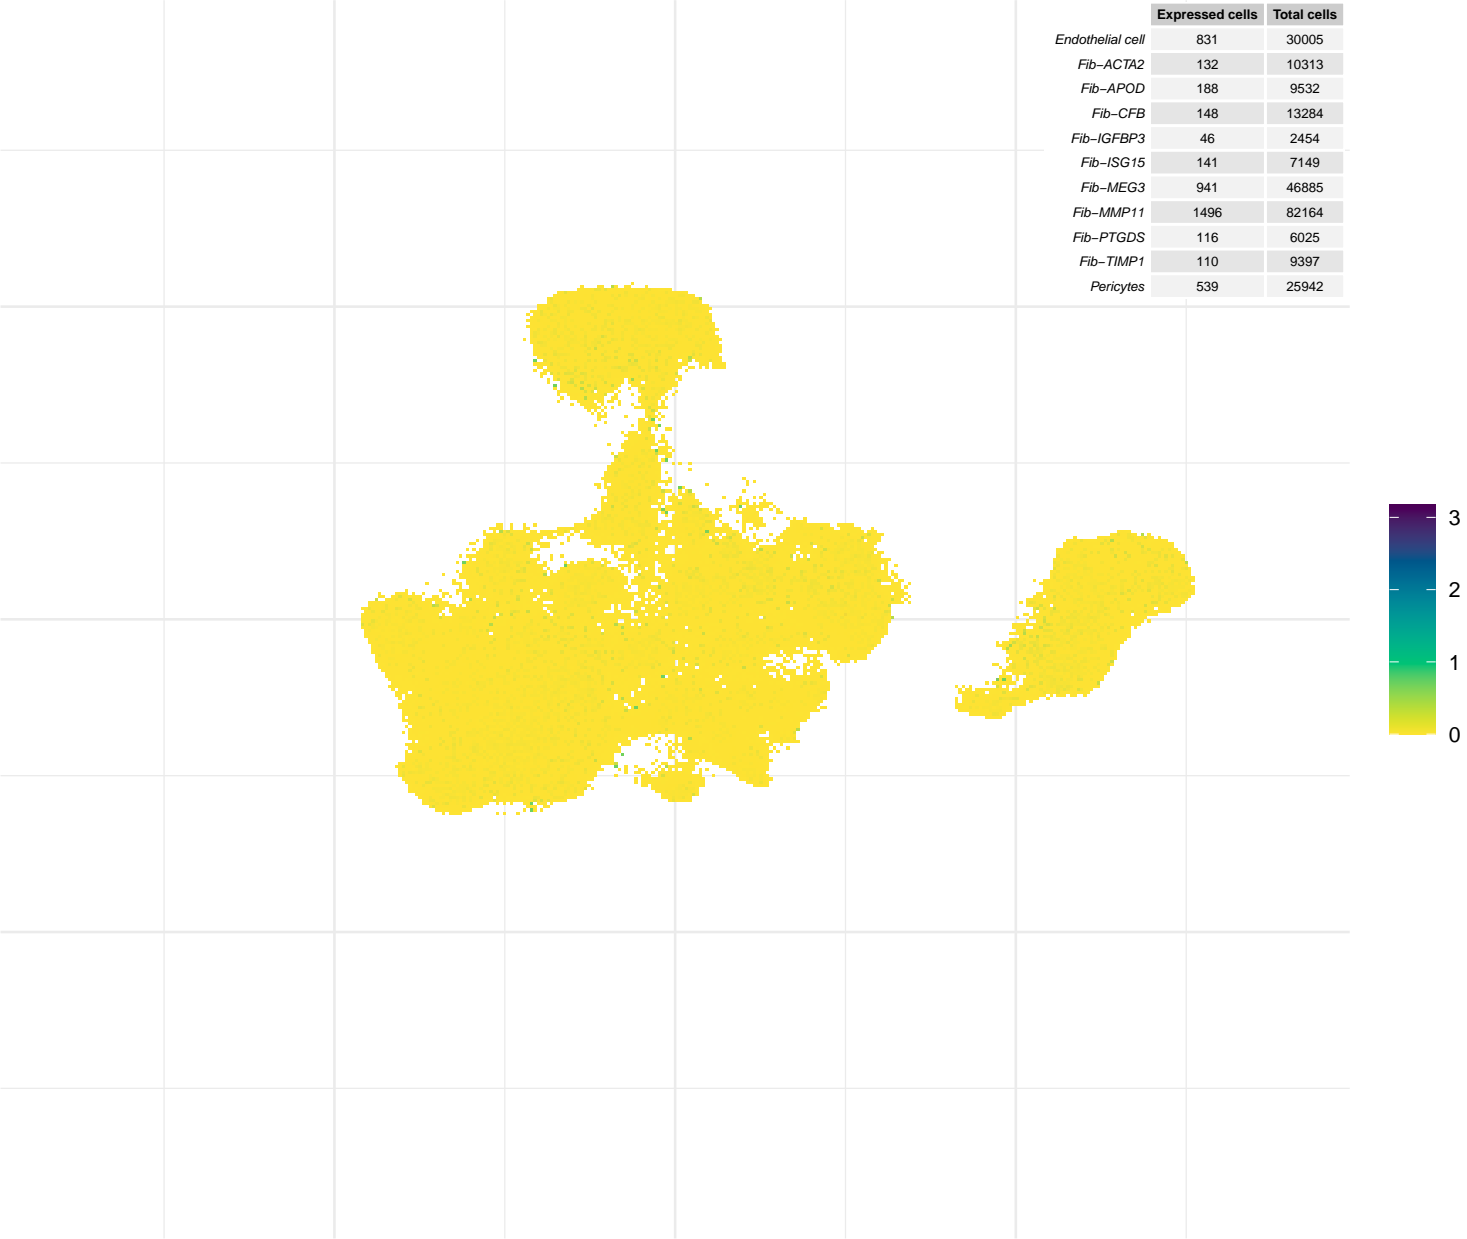 Expressed cells Total cells
Endothelial cell 831 30005
Fib−ACTA2 132 10313
Fib−APOD 188 9532
Fib−CFB 148 13284
Fib−IGFBP3 46 2454
Fib−ISG15 141 7149
Fib−MEG3 941 46885
Fib−MMP11 1496 82164
Fib−PTGDS 116 6025
Fib−TIMP1 110 9397
Pericytes 539 25942
3
2
1
0